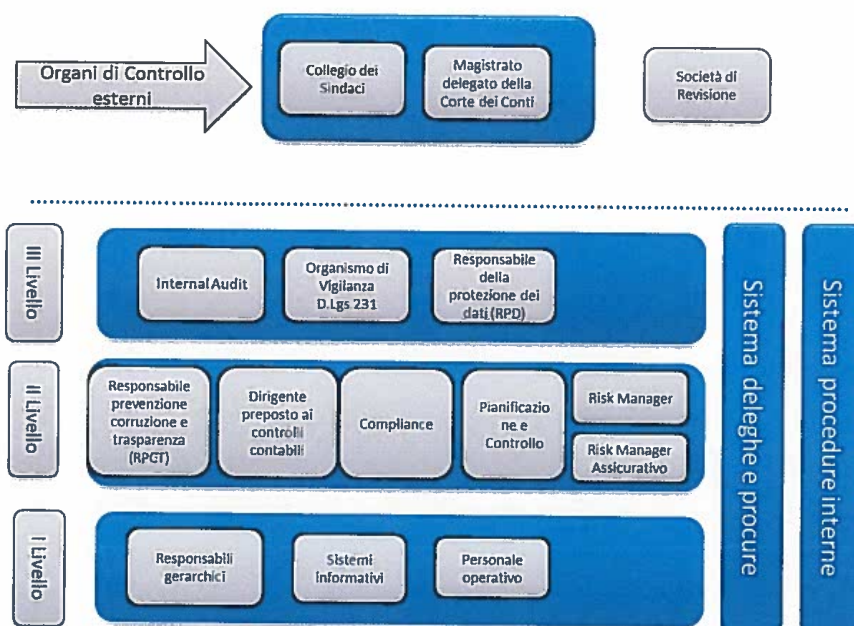 Organi di Controllo
esterni
Collegio dei
Sindaci
Magistrato
delegato della
Corte dei Conti
Società di
Revisione
III Livello
Internal Audit
Organismo di
Vigilanza
D.Lgs 231
Responsabile
della
protezione dei
dati (RPD)
II Livello
Responsabile
prevenzione
corruzione e
trasparenza
(RPCT)
Dirigente
preposto ai
controlli
contabili
Compliance
Pianificazio
ne e
Controllo
Risk Manager
Risk Manager
Assicurativo
I Livello
Responsabili
gerarchici
Sistemi
informativi
Personale
operativo
Sistema deleghe e procure
Sistema procedure interne